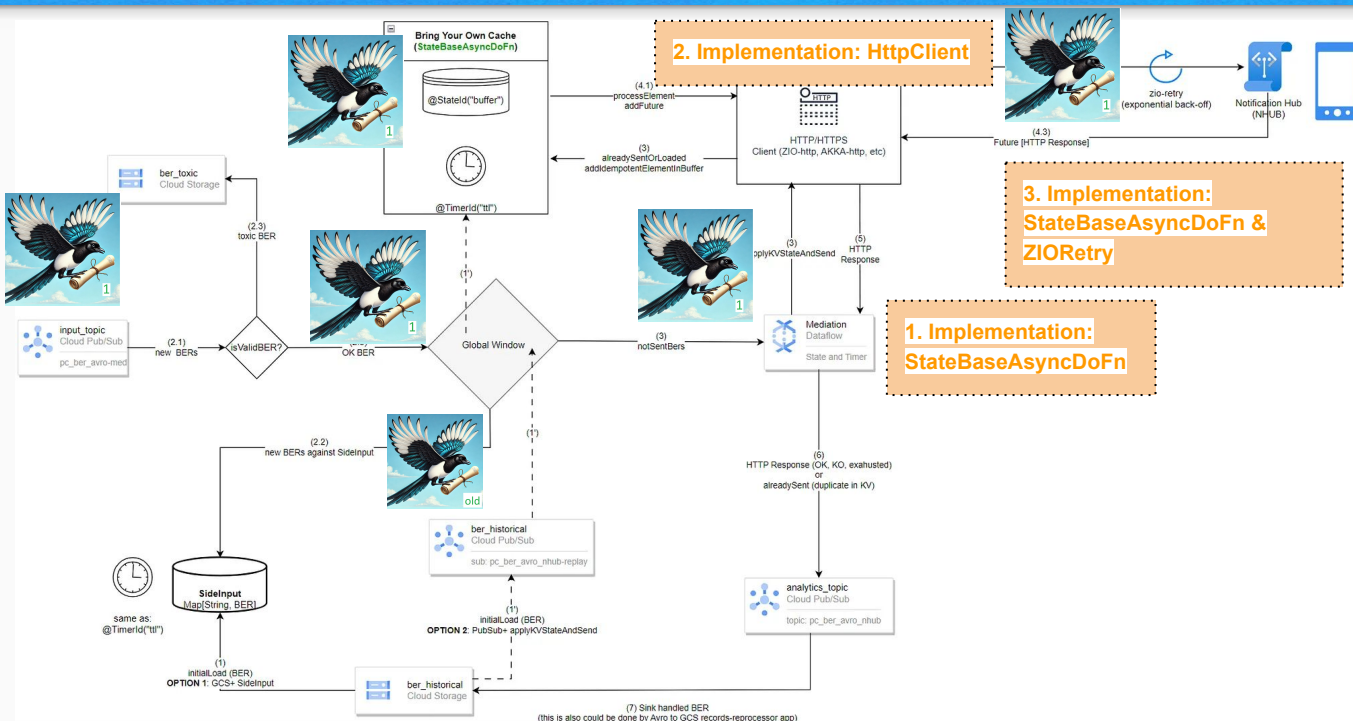 Bring Your Own Cache
(StateBaseAsyncDoFn)
@StateId("buffer")
1
@TimerId("ttl")
(4.1)
processElement
addFuture
(3)
alreadySentOrLoaded
addIdempotentElementInBuffer
2. Implementation: HttpClient
HTTP
HTTP/HTTPS
Client (ZIO-http, AKKA-http, etc)
1
zio-retry
(exponential back-off)
Notification Hub
(NHUB)
(4.3)
Future [HTTP Response]
3. Implementation:
StateBaseAsyncDoFn &
ZIORetry
ber_toxic
Cloud Storage
(2.3)
toxic BER
1
input_topic
Cloud Pub/Sub
pc_ber_avro-med
(2.1)
new BERs
isValidBER?
1
OK BER
(1')
Global Window
(1')
1
(3)
notSentBers
(3)
pplyKVStateAndSend
(5)
HTTP
Response
Mediation
Dataflow
State and Timer
1. Implementation:
StateBaseAsyncDoFn
(2.2)
new BERs against SideInput
old
(6)
HTTP Response (OK, KO, exahusted)
or
alreadySent (duplicate in KV)
ber_historical
Cloud Pub/Sub
sub: pc_ber_avro_nhub-replay
SideInput
Map[String, BER]
same as:
@TimerId("ttl")
(1')
initialLoad (BER)
OPTION 2: PubSub+ applyKVStateAndSend
analytics_topic
Cloud Pub/Sub
topic: pc_ber_avro_nhub
(1)
initialLoad (BER)
OPTION 1: GCS+ SideInput
ber_historical
Cloud Storage
(7) Sink handled BER
(this is also could be done by Avro to GCS records-reprocessor app)